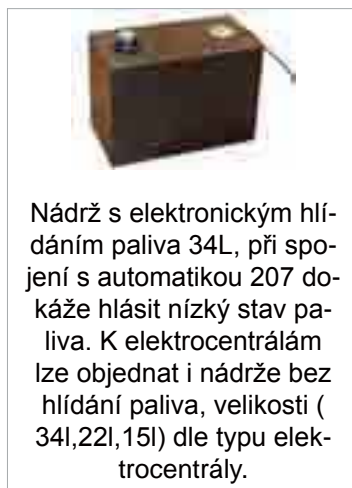 Nádrž s elektronickým hlí-
dáním paliva 34L, při spo-
jení s automatikou 207 do-
káže hlásit nízký stav pa-
liva. K elektrocentrálám
lze objednat i nádrže bez
hlídání paliva, velikosti (
34l,22l,15l) dle typu elek-
trocentrály.